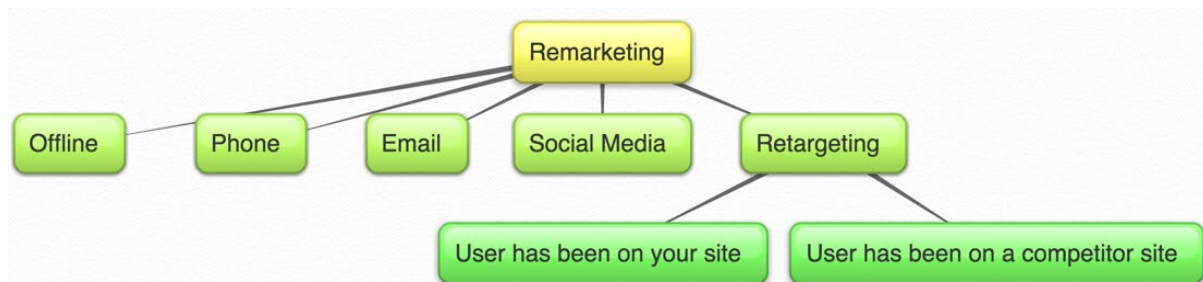 Remarketing
Offline
Phone
Email
Social Media
Retargeting
User has been on your site
User has been on a competitor site